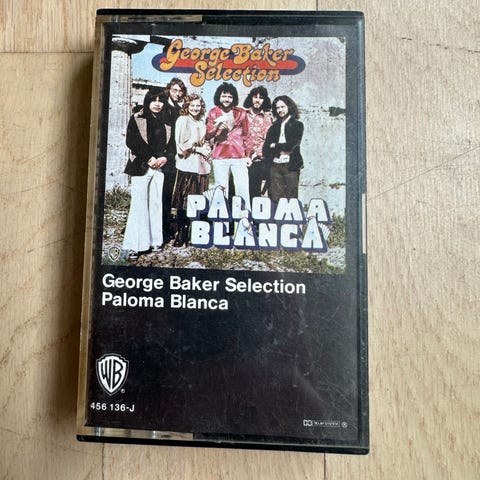 George Baker
Selection
PALOMA
BLANCA
George Baker Selection
Paloma Blanca
WB
456 136-J